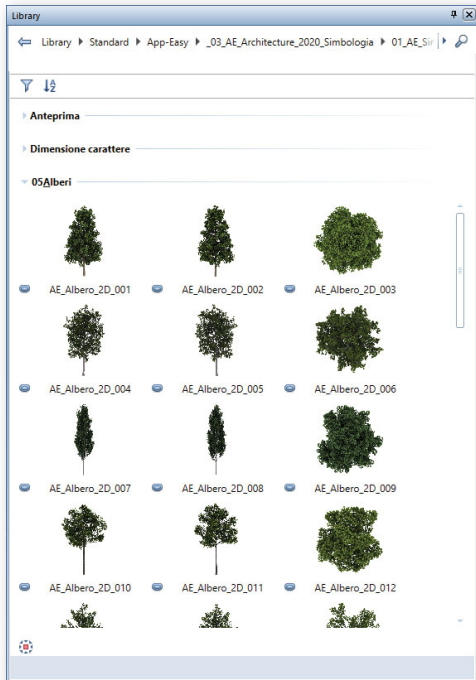 Library
Library Standard App-Easy _03_AE_Architecture_2020_Simbologia 01_AE_Si
Anteprima
Dimensione carattere
05Alberi
AE_Albero_2D_001 AE_Albero_2D_002 AE_Albero_2D_003
AE_Albero_2D_004 AE_Albero_2D_005 AE_Albero_2D_006
AE_Albero_2D_007 AE_Albero_2D_008 AE_Albero_2D_009
AE_Albero_2D_010 AE_Albero_2D_011 AE_Albero_2D_012